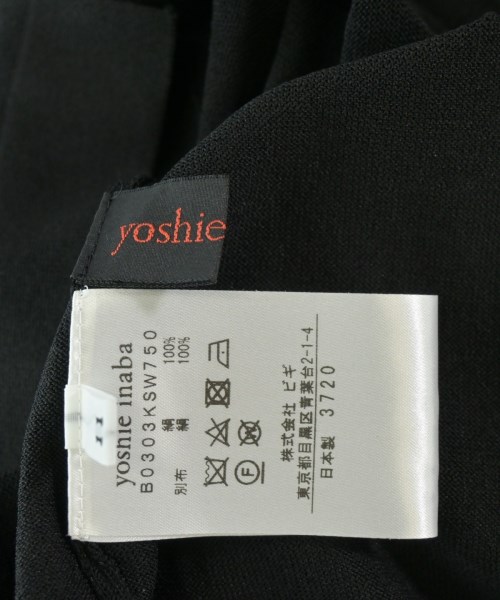 yoshie
yoshie inaba
B0303KSW750
絹 100%
別布 絹 100%
F
株式会社 ビギ
東京都目黒区青葉台2-1-4
日本製 3720
11